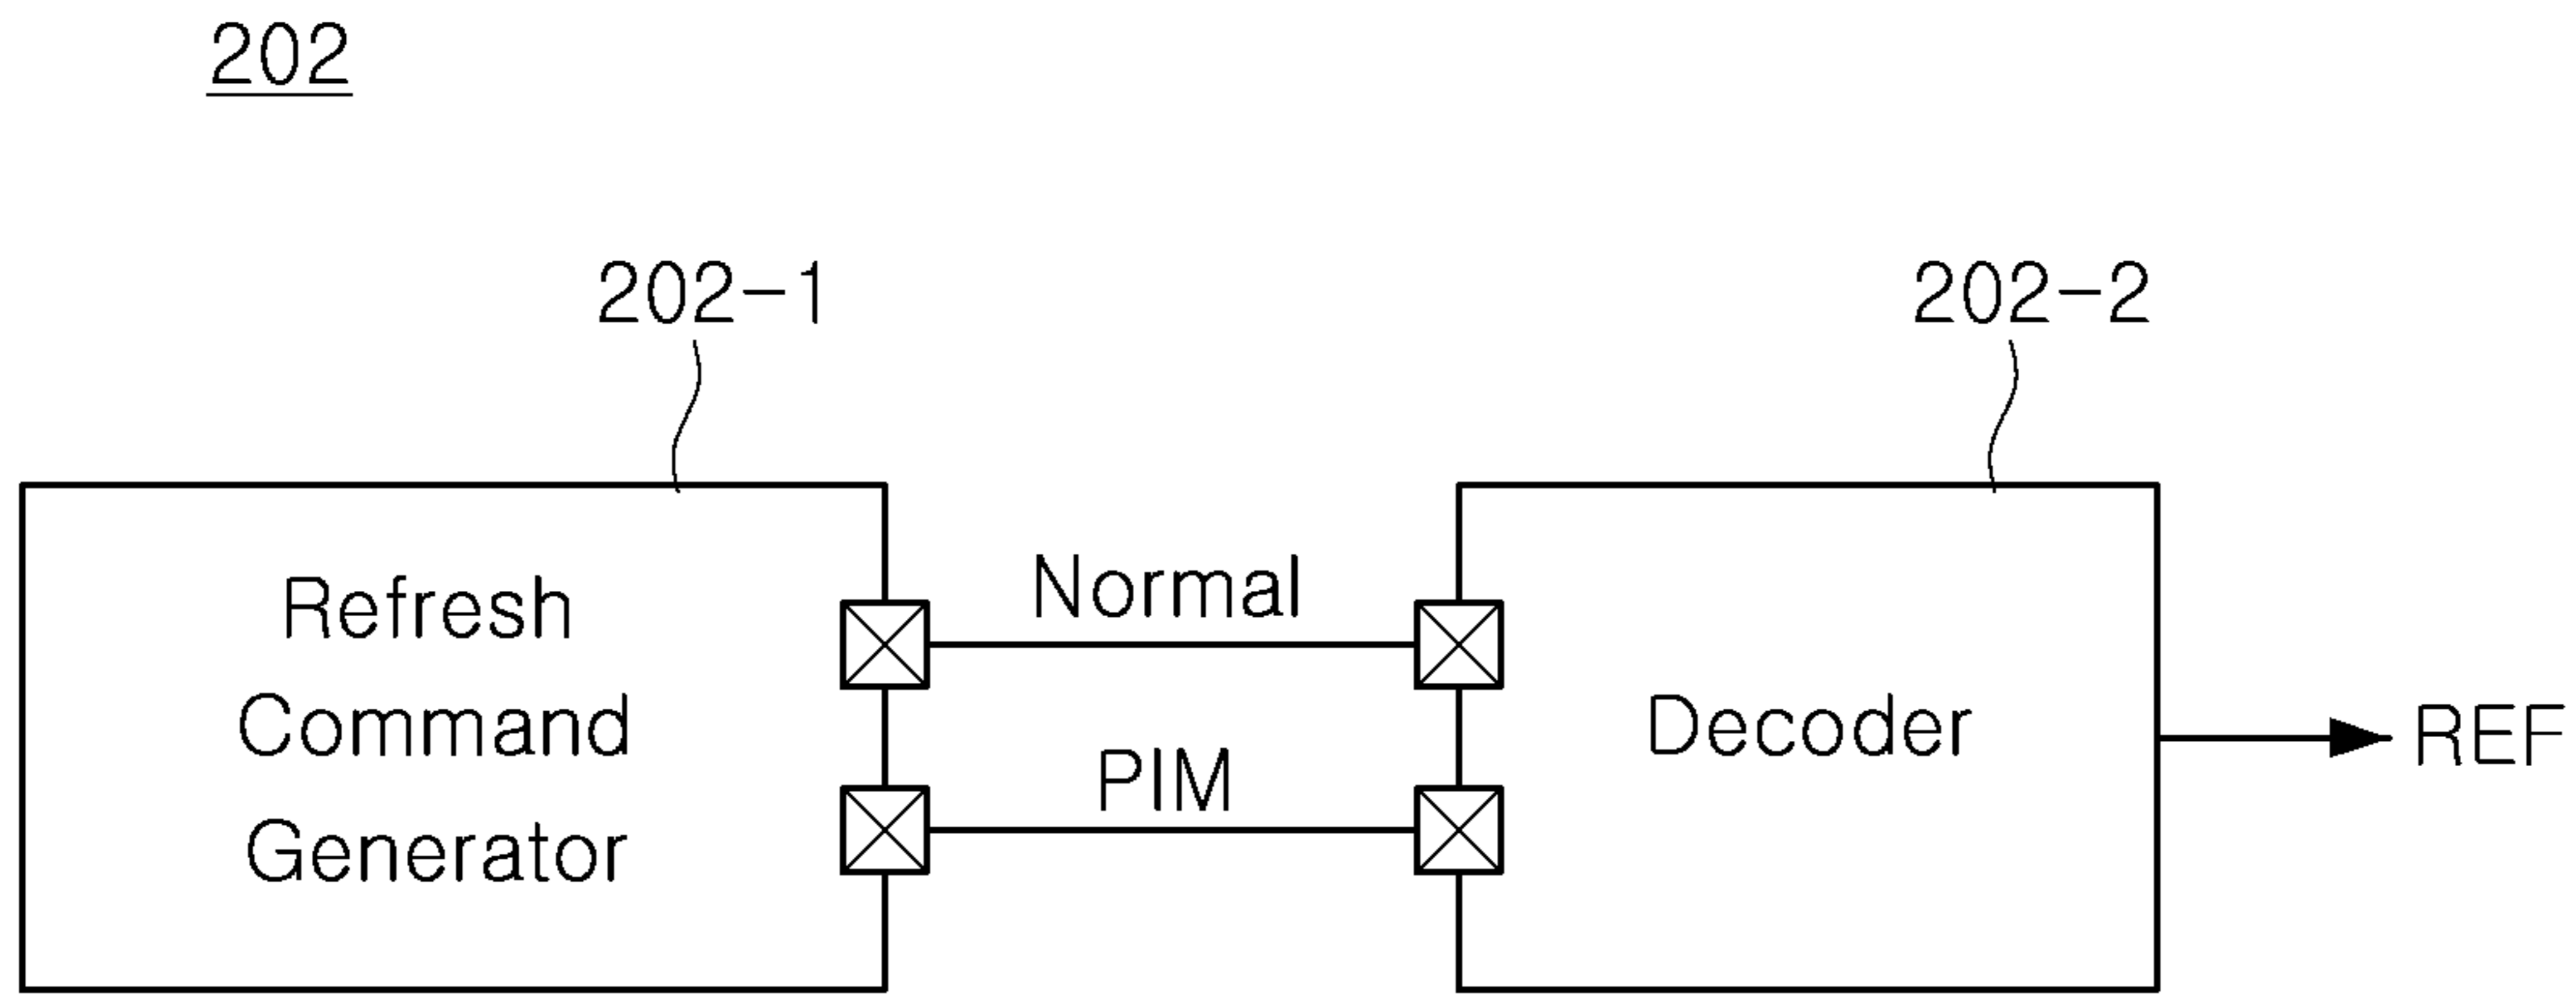 202
202-1
202-2
Refresh
Command
Generator
Normal
PIM
Decoder
REF